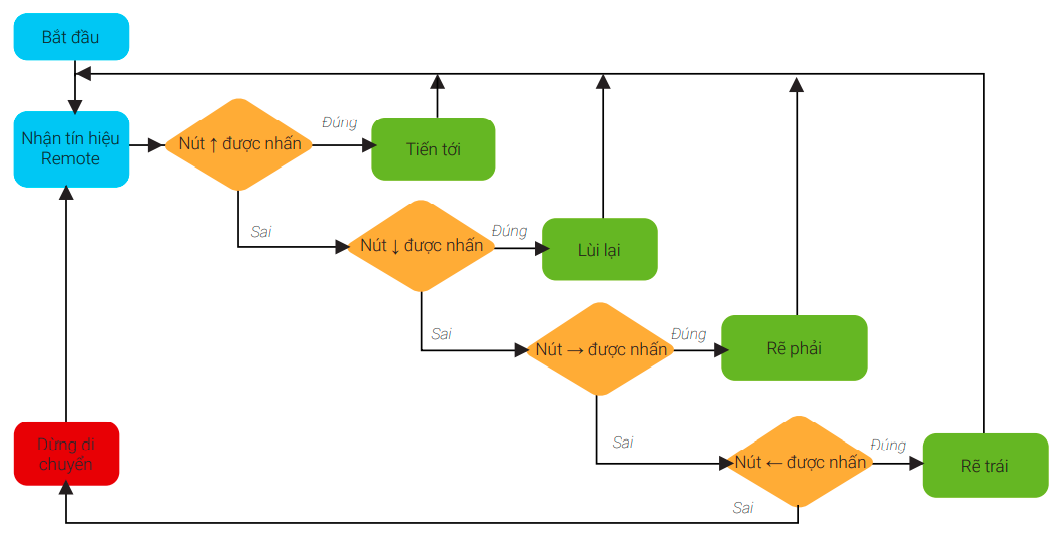 Bắt đầu
Nhận tín hiệu
Remote
Nút ↑ được nhấn
Đúng
Tiến tới
Sai
Nút ↓ được nhấn
Đúng
Lùi lại
Sai
Nút → được nhấn
Đúng
Rẽ phải
Sai
Nút ← được nhấn
Đúng
Rẽ trái
Sai
Dừng di
chuyển